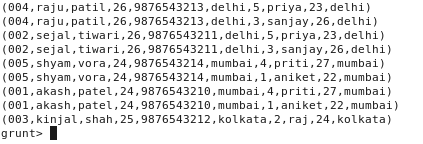 (004,raju,patil,26,9876543213,delhi,5,priya,23,delhi)
(004,raju,patil,26,9876543213,delhi,3,sanjay,26,delhi)
(002,sejal,tiwari,26,9876543211,delhi,5,priya,23,delhi)
(002,sejal,tiwari,26,9876543211,delhi,3,sanjay,26,delhi)
(005,shyam,vora,24,9876543214,mumbai,4,priti,27,mumbai)
(005,shyam,vora,24,9876543214,mumbai,1,aniket,22,mumbai)
(001,akash,patel,24,9876543210,mumbai,4,priti,27,mumbai)
(001,akash,patel,24,9876543210,mumbai,1,aniket,22,mumbai)
(003,kinjal,shah,25,9876543212,kolkata,2,raj,24,kolkata)
grunt>